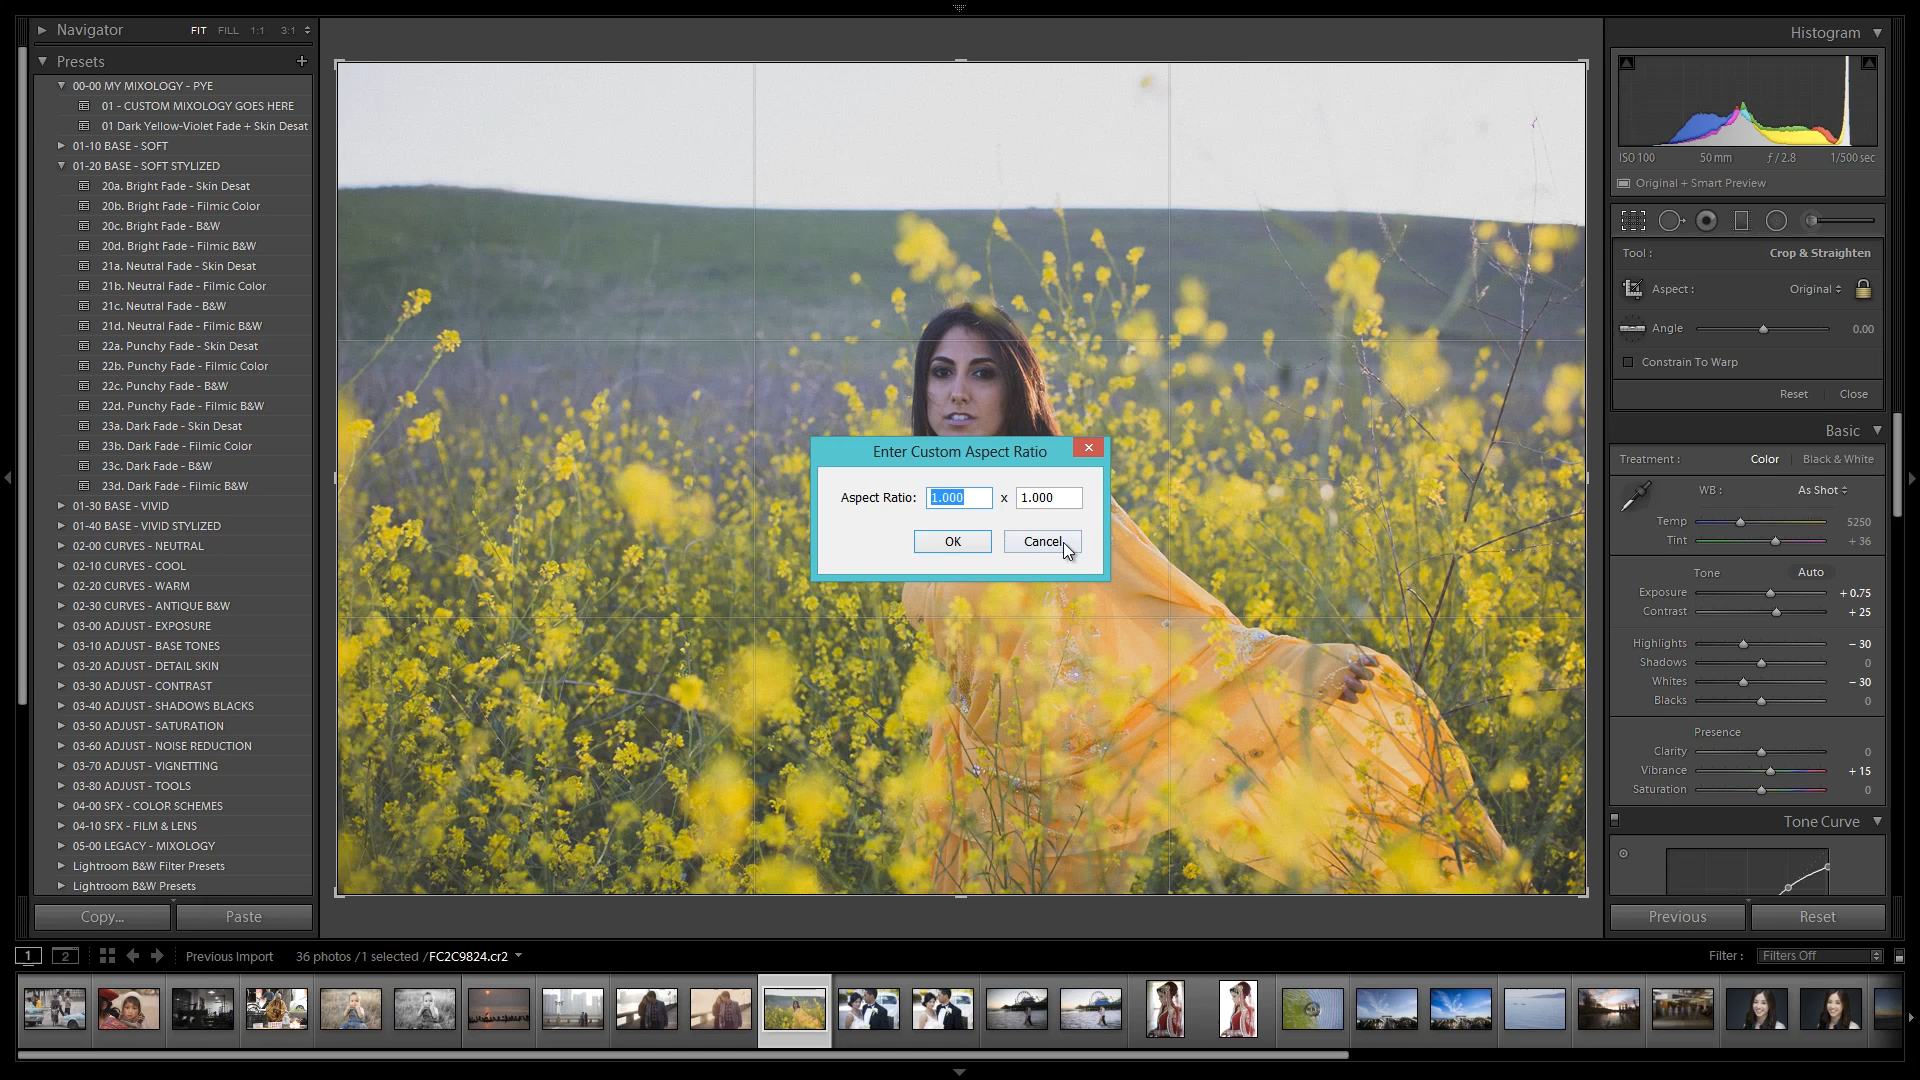 Navigator FIT FILL 1:1 3:1
Presets +
00-00 MY MIXOLOGY - PYE
01 - CUSTOM MIXOLOGY GOES HERE
01 Dark Yellow-Violet Fade + Skin Desat
01-10 BASE - SOFT
01-20 BASE - SOFT STYLIZED
20a. Bright Fade - Skin Desat
20b. Bright Fade - Filmic Color
20c. Bright Fade - B&W
20d. Bright Fade - Filmic B&W
21a. Neutral Fade - Skin Desat
21b. Neutral Fade - Filmic Color
21c. Neutral Fade - B&W
21d. Neutral Fade - Filmic B&W
22a. Punchy Fade - Skin Desat
22b. Punchy Fade - Filmic Color
22c. Punchy Fade - B&W
22d. Punchy Fade - Filmic B&W
23a. Dark Fade - Skin Desat
23b. Dark Fade - Filmic Color
23c. Dark Fade - B&W
23d. Dark Fade - Filmic B&W
01-30 BASE - VIVID
01-40 BASE - VIVID STYLIZED
02-00 CURVES - NEUTRAL
02-10 CURVES - COOL
02-20 CURVES - WARM
02-30 CURVES - ANTIQUE B&W
03-00 ADJUST - EXPOSURE
03-10 ADJUST - BASE TONES
03-20 ADJUST - DETAIL SKIN
03-30 ADJUST - CONTRAST
03-40 ADJUST - SHADOWS BLACKS
03-50 ADJUST - SATURATION
03-60 ADJUST - NOISE REDUCTION
03-70 ADJUST - VIGNETTING
03-80 ADJUST - TOOLS
04-00 SFX - COLOR SCHEMES
04-10 SFX - FILM & LENS
05-00 LEGACY - MIXOLOGY
Lightroom B&W Filter Presets
Lightroom B&W Presets
Copy... Paste
Enter Custom Aspect Ratio
Aspect Ratio: 1.000 x 1.000
OK Cancel
Histogram
ISO 100 50 mm ƒ / 2.8 1/500 sec
Original + Smart Preview
Tool : Crop & Straighten
Aspect : Original
Angle 0.00
Constrain To Warp
Reset Close
Basic
Treatment : Color Black & White
WB : As Shot
Temp 5250
Tint + 36
Tone Auto
Exposure + 0.75
Contrast + 25
Highlights – 30
Shadows 0
Whites – 30
Blacks 0
Presence
Clarity 0
Vibrance + 15
Saturation 0
Tone Curve
Previous Reset
1 2 Previous Import 36 photos /1 selected /FC2C9824.cr2 Filter : Filters Off